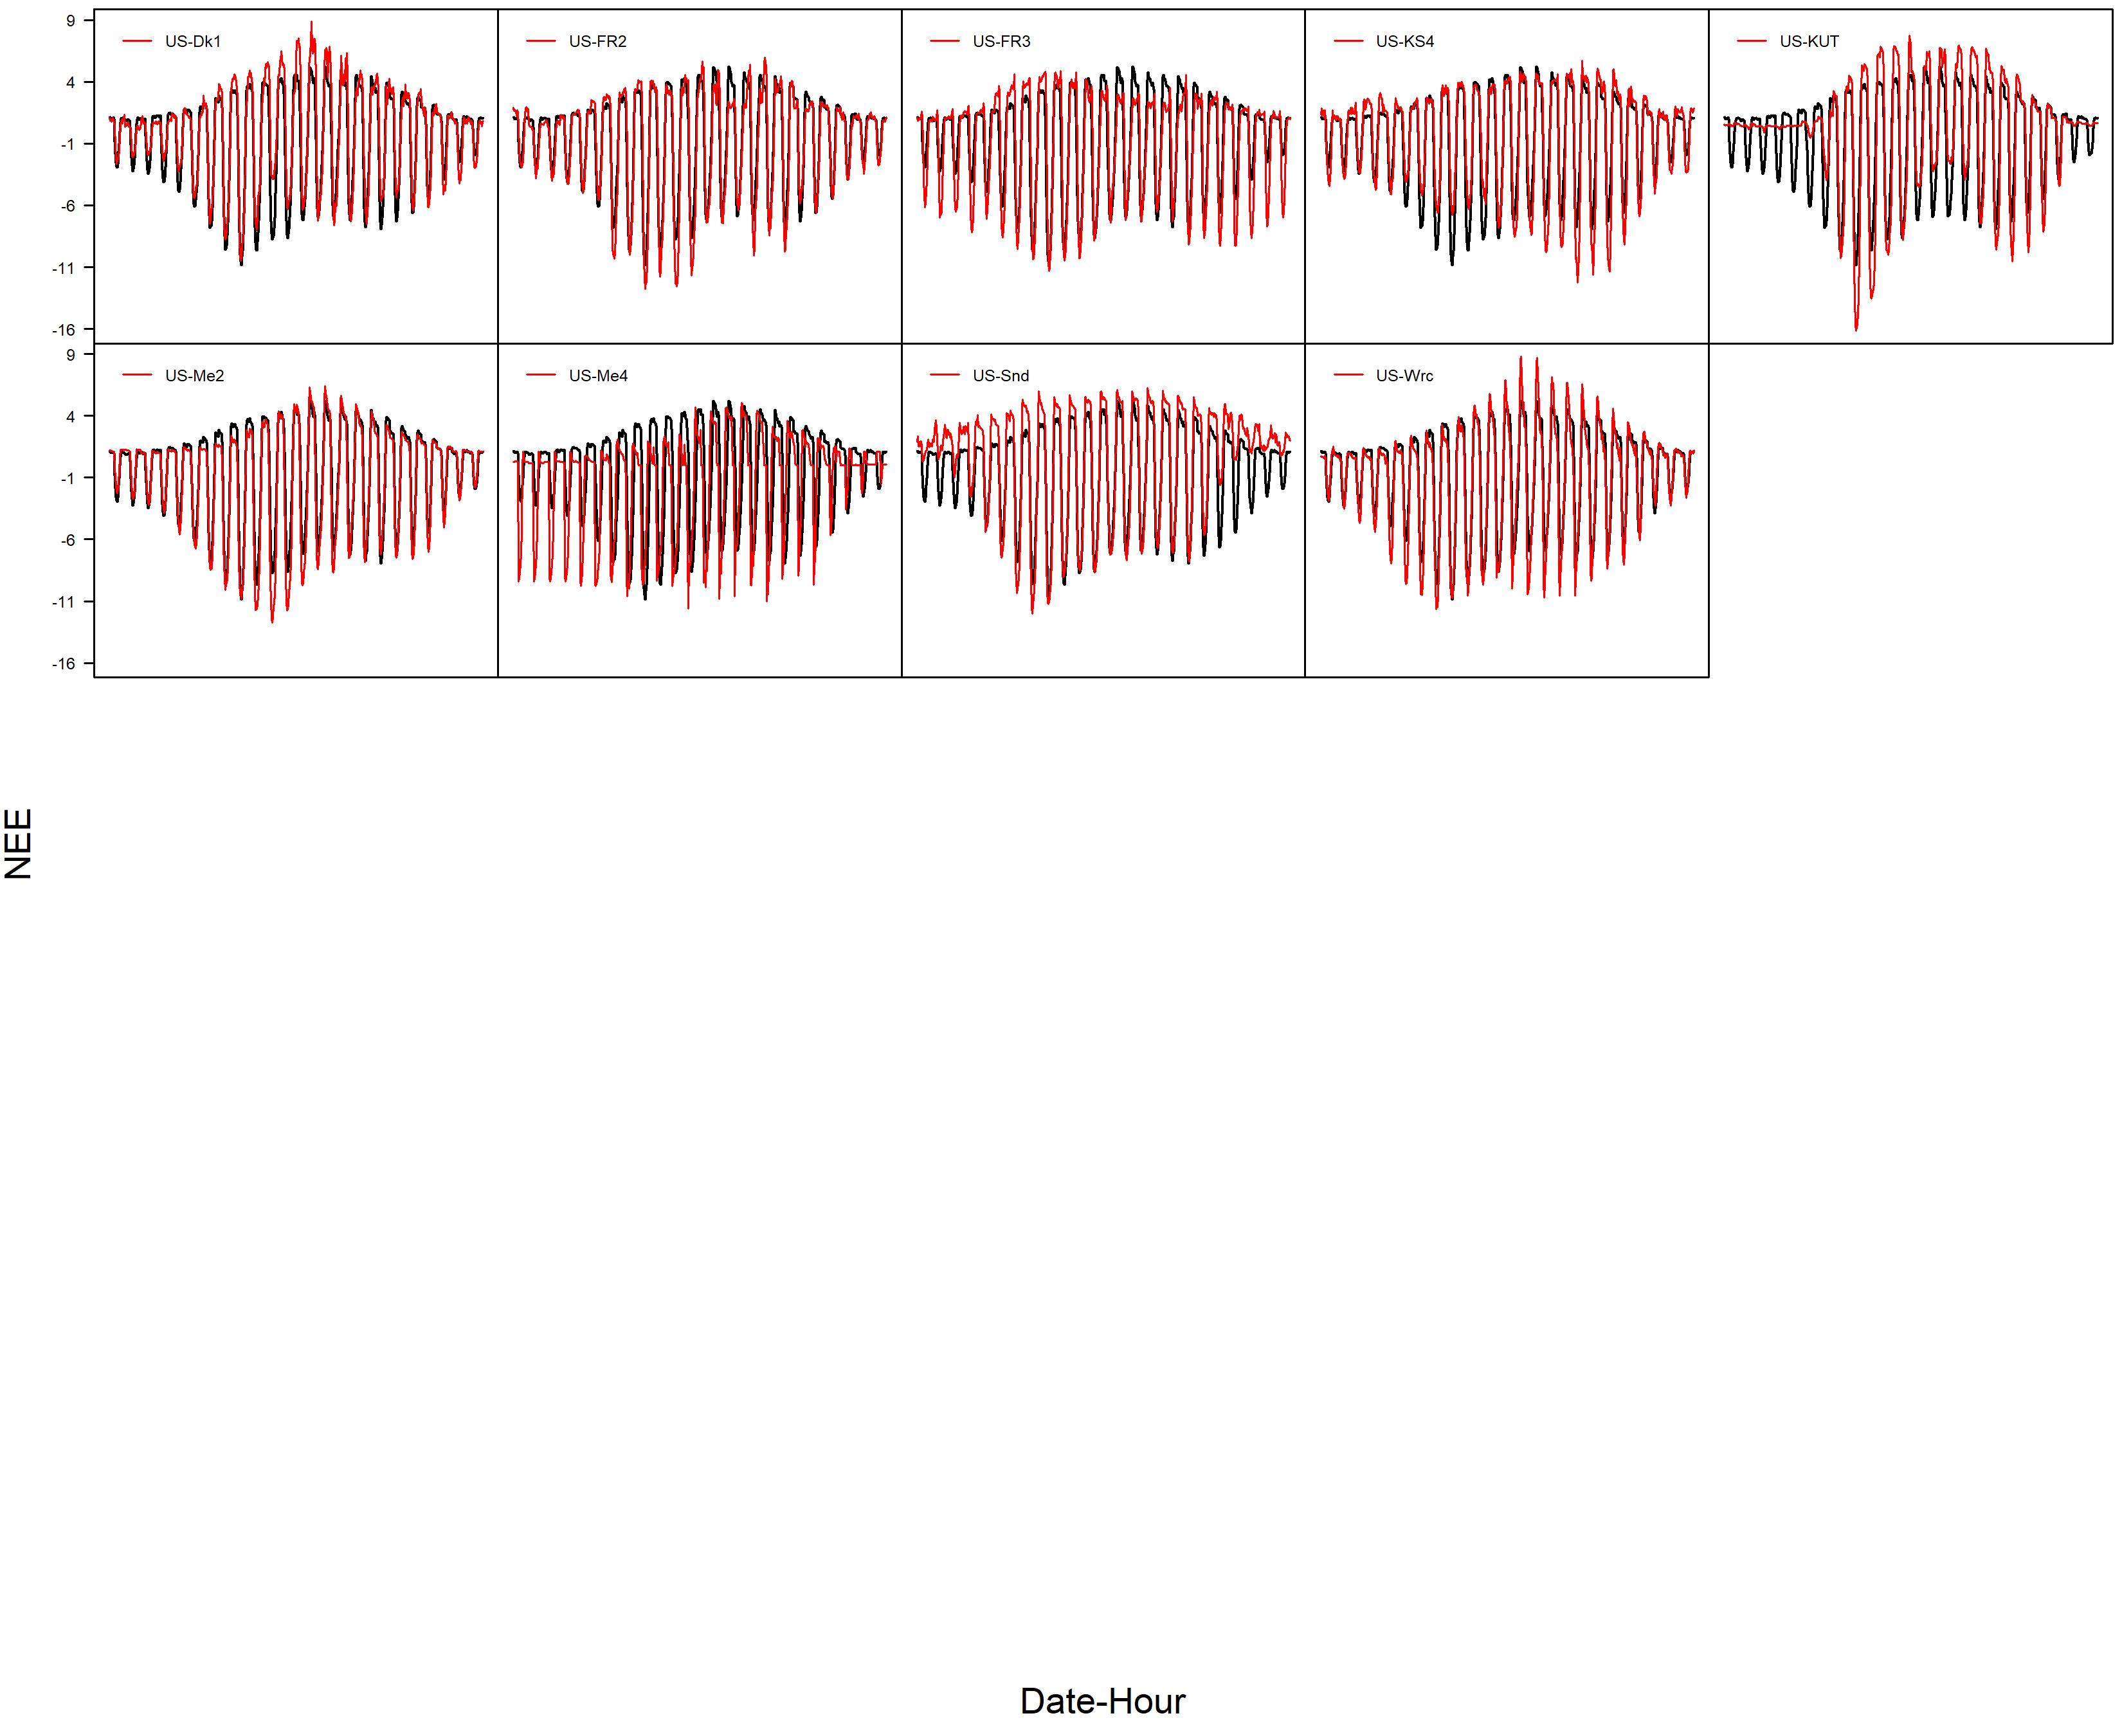 9
4
-1
-6
-11
-16
US-Dk1
US-FR2
US-FR3
US-KS4
US-KUT
9
4
-1
-6
-11
-16
US-Me2
US-Me4
US-Snd
US-Wrc
NEE
Date-Hour